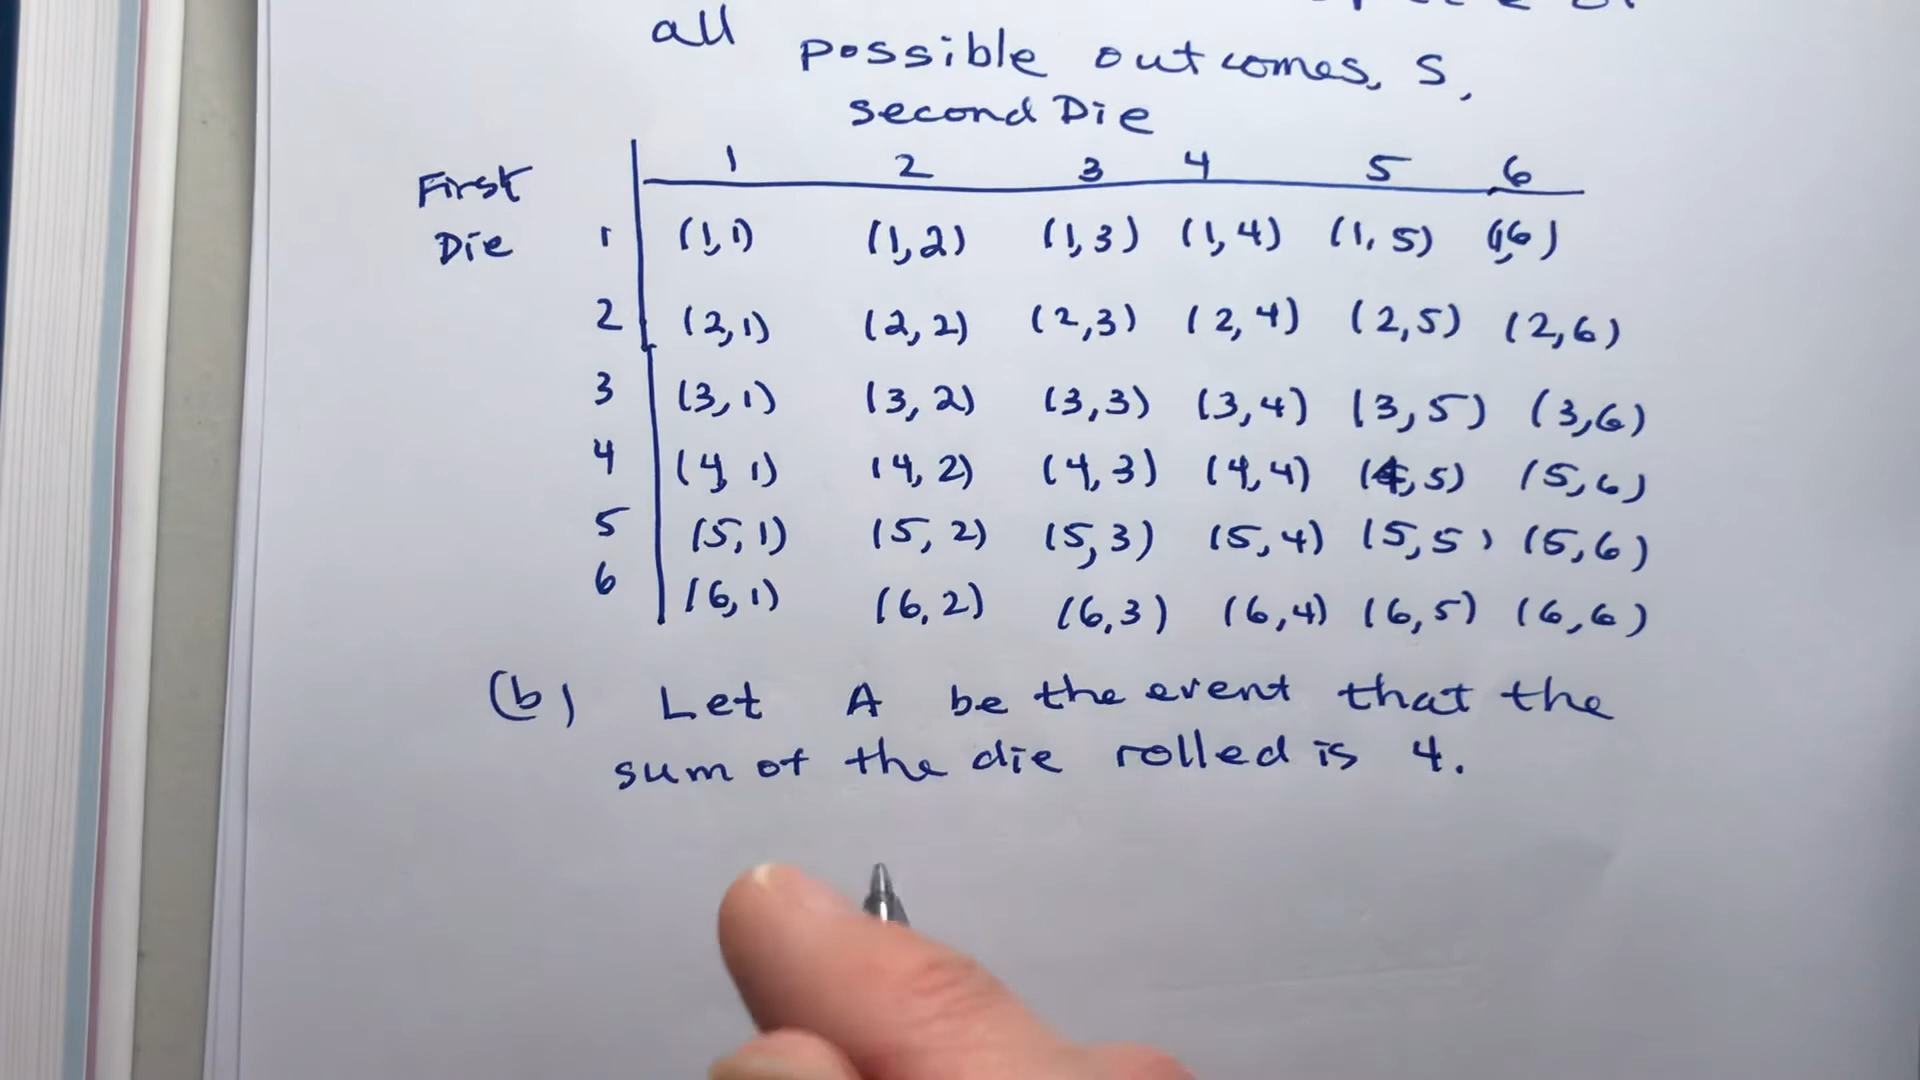 all possible outcomes, S,
second Die
First 1 2 3 4 5 6
Die 1 (1,1) (1,2) (1,3) (1,4) (1,5) (1,6)
2 (2,1) (2,2) (2,3) (2,4) (2,5) (2,6)
3 (3,1) (3,2) (3,3) (3,4) (3,5) (3,6)
4 (4,1) (4,2) (4,3) (4,4) (4,5) (5,6)
5 (5,1) (5,2) (5,3) (5,4) (5,5) (5,6)
6 (6,1) (6,2) (6,3) (6,4) (6,5) (6,6)
(b) Let A be the event that the
sum of the die rolled is 4.